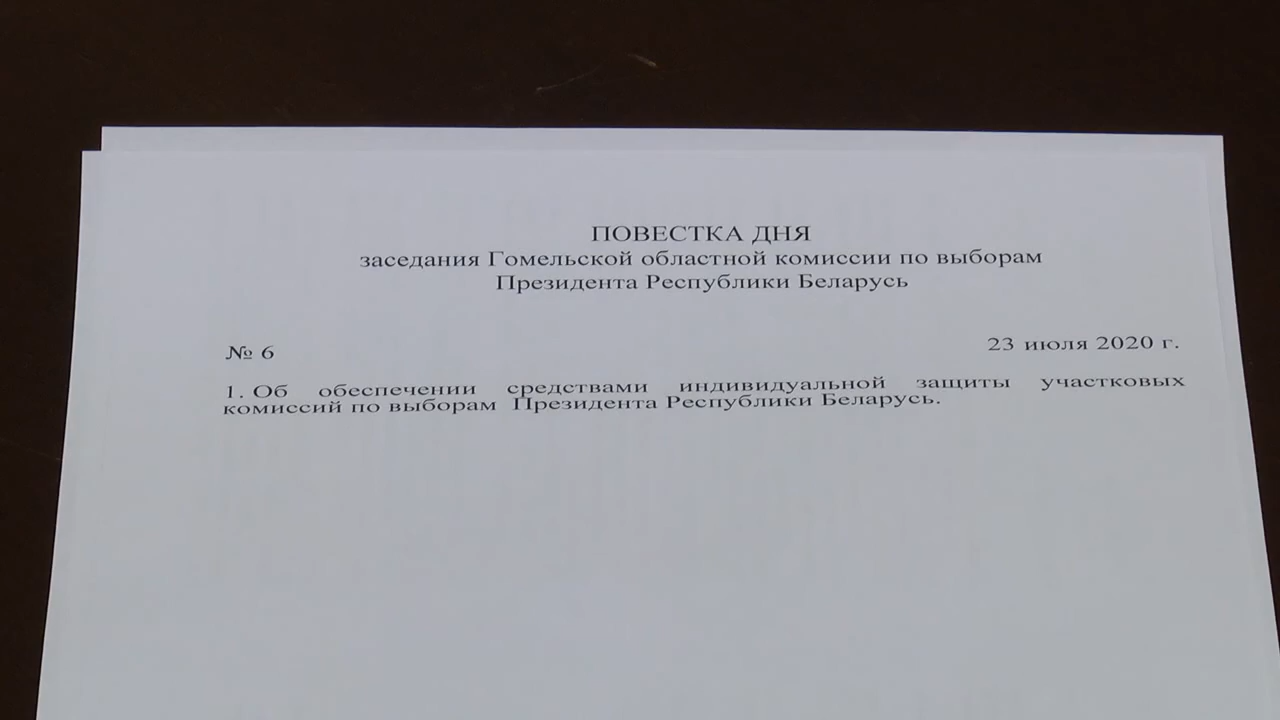 ПОВЕСТКА ДНЯ
заседания Гомельской областной комиссии по выборам
Президента Республики Беларусь
№ 6
23 июля 2020 г.
1. Об обеспечении средствами индивидуальной защиты участковых
комиссий по выборам Президента Республики Беларусь.